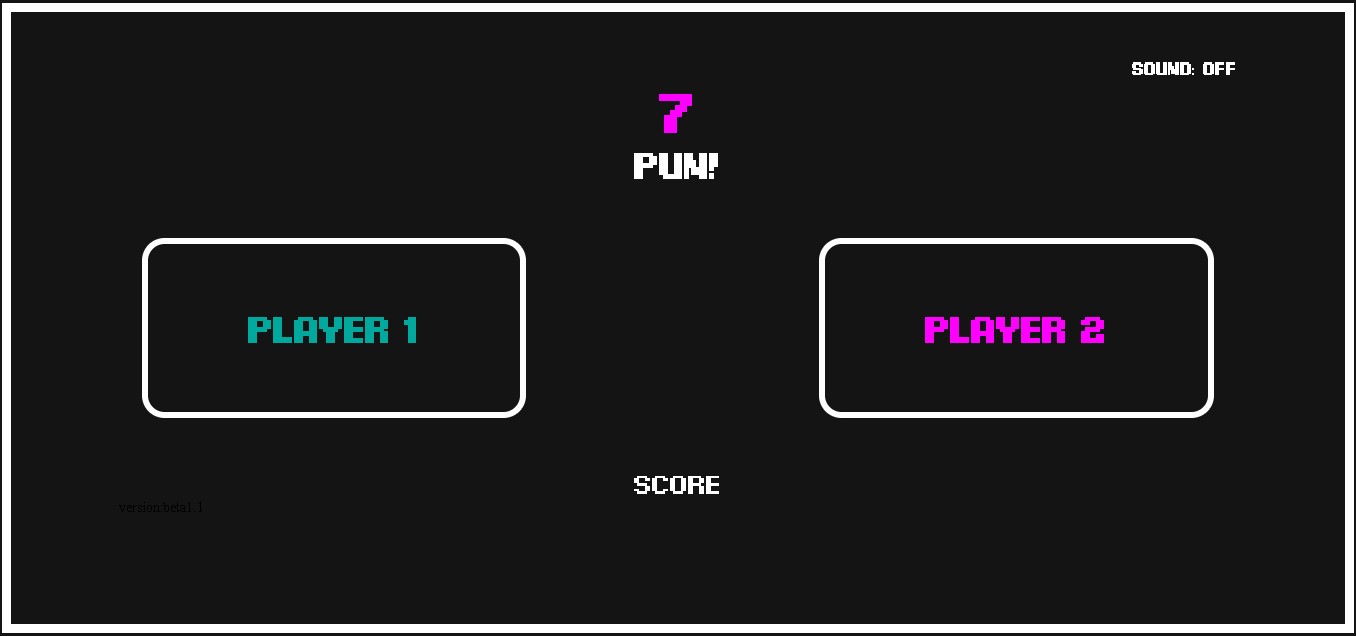 SOUND: OFF
7
PUN!
PLAYER 1
PLAYER 2
SCORE
version:beta1.1